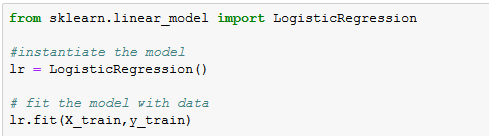 from sklearn.linear_model import LogisticRegression
#instantiate the model
lr = LogisticRegression()
# fit the model with data
lr.fit(X_train,y_train)